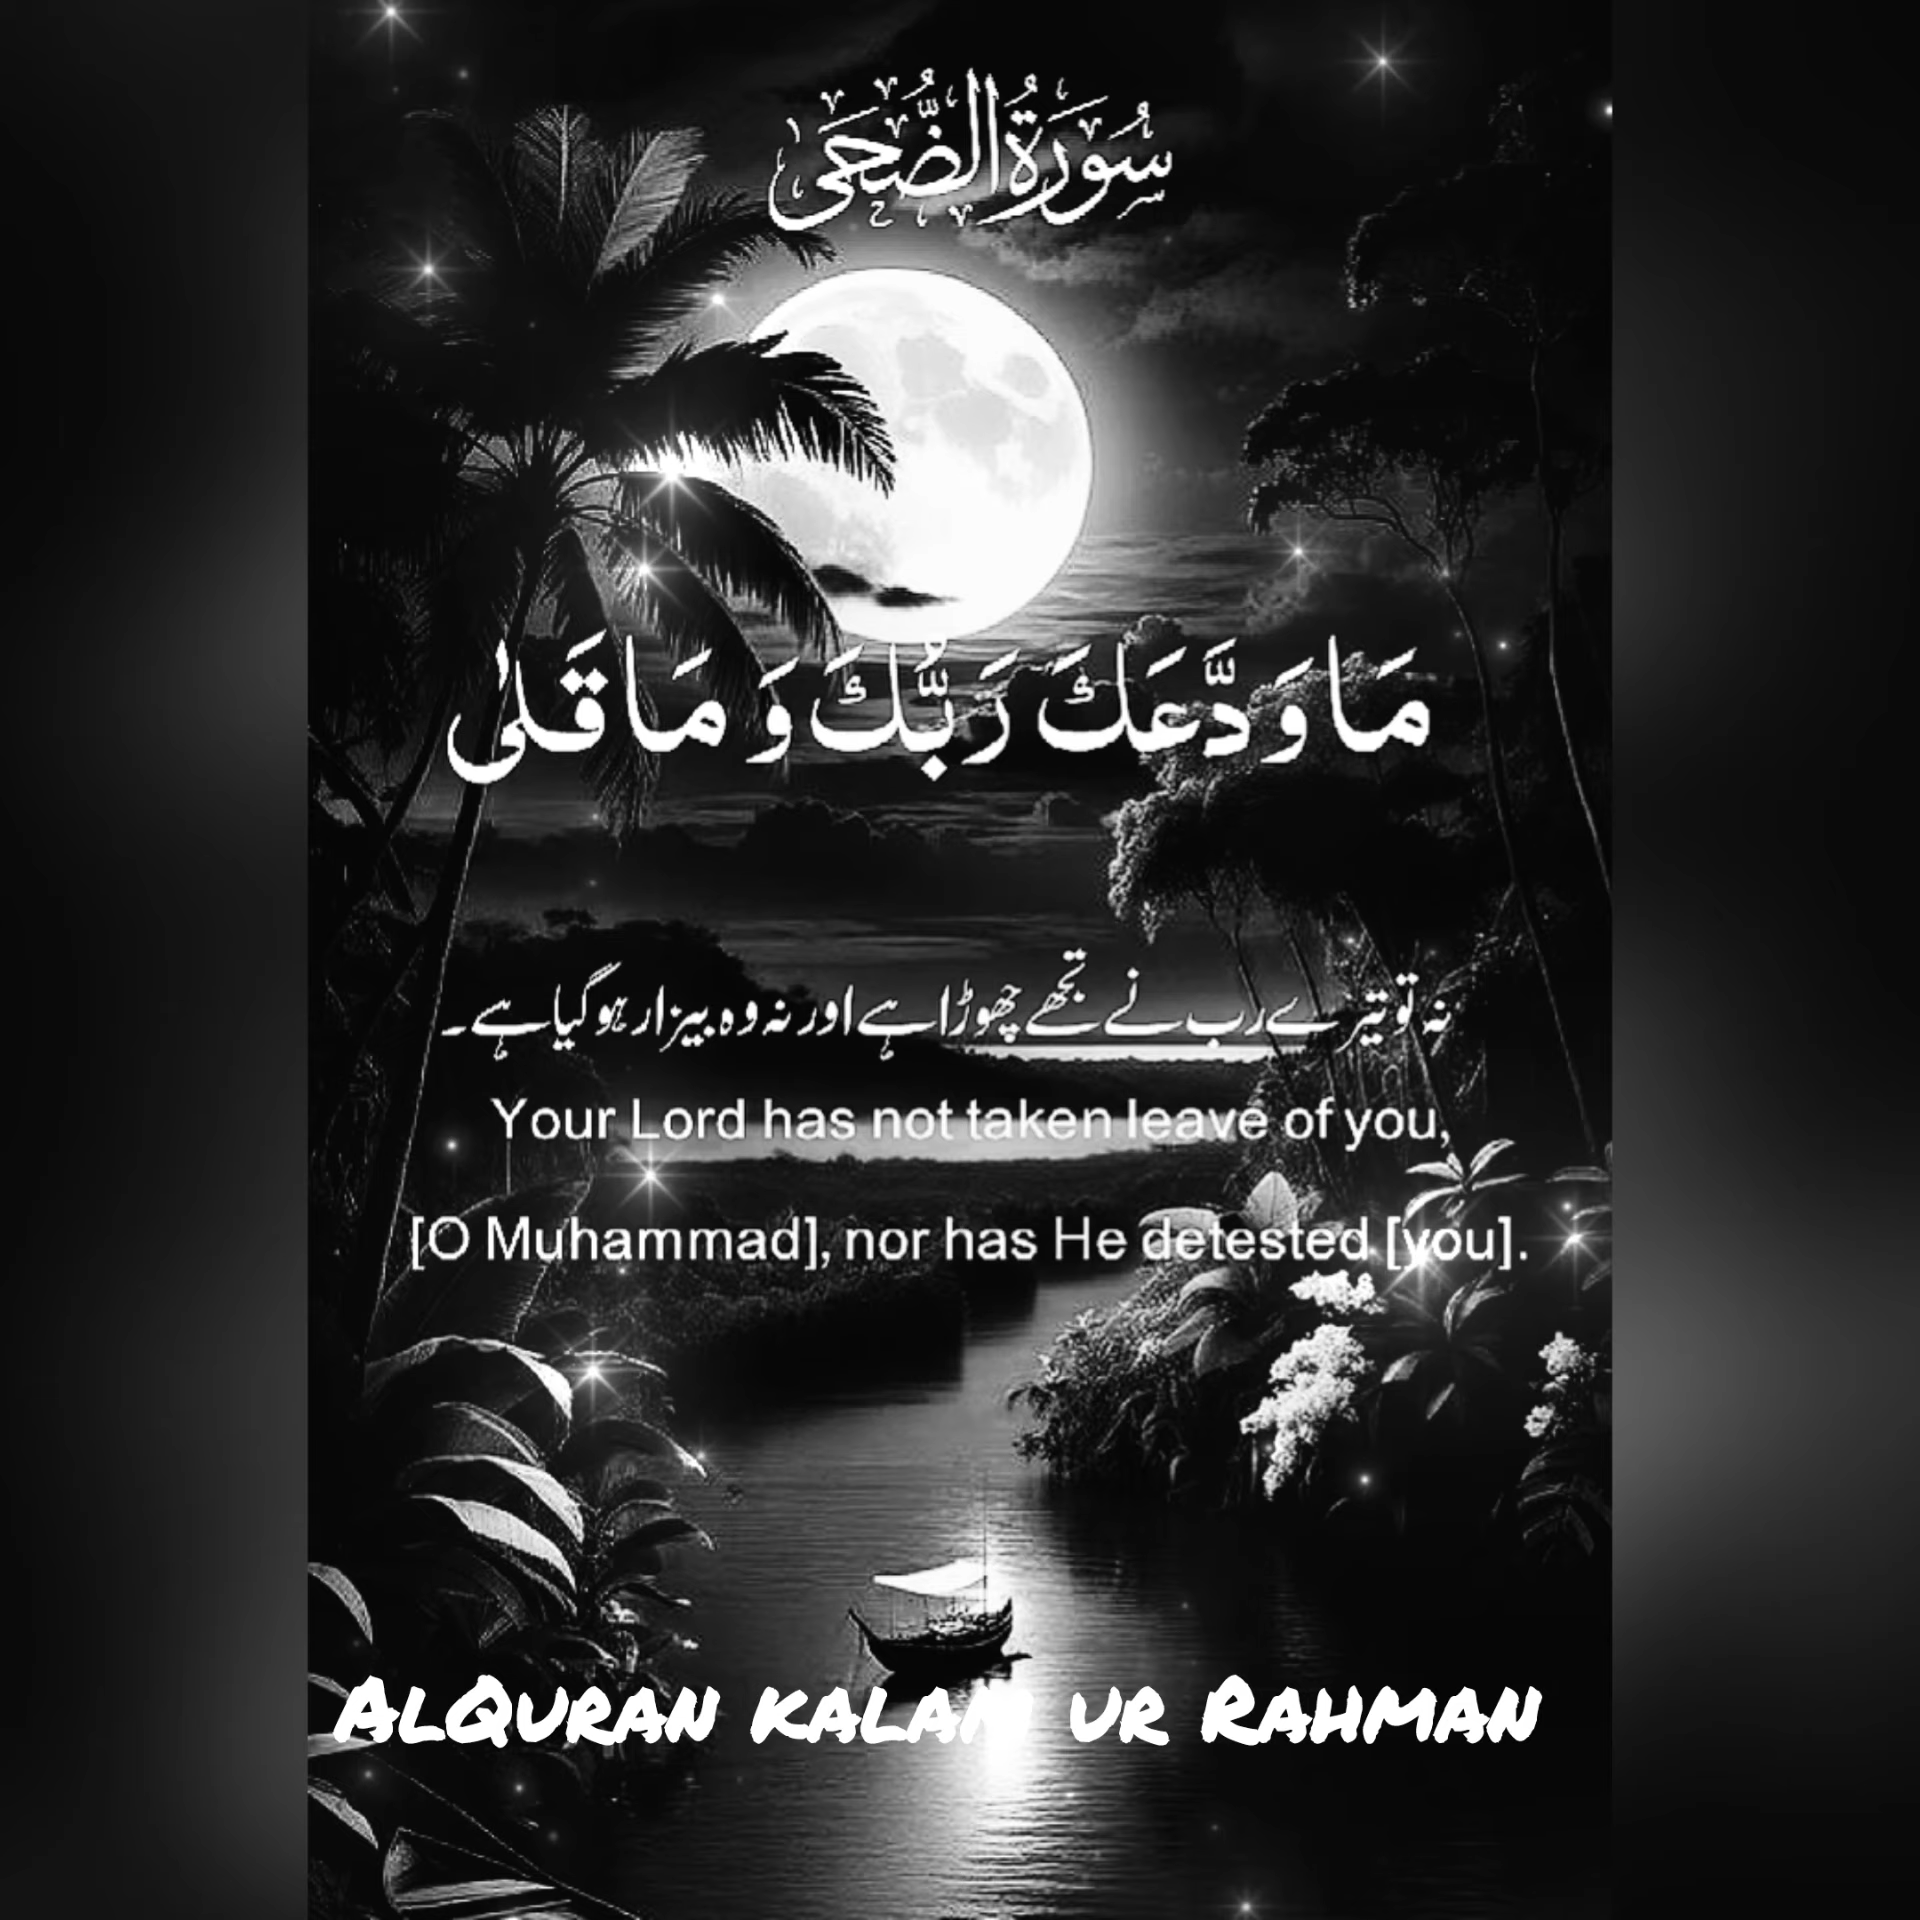 سُورَةُ الضُّحَى
مَا وَدَّعَكَ رَبُّكَ وَ مَا قَلٰى
نہ تو تیرے رب نے تجھے چھوڑا ہے اور نہ وہ بیزار ہو گیا ہے۔
Your Lord has not taken leave of you,
[O Muhammad], nor has He detested [you].
AlQuran kalam ur Rahman